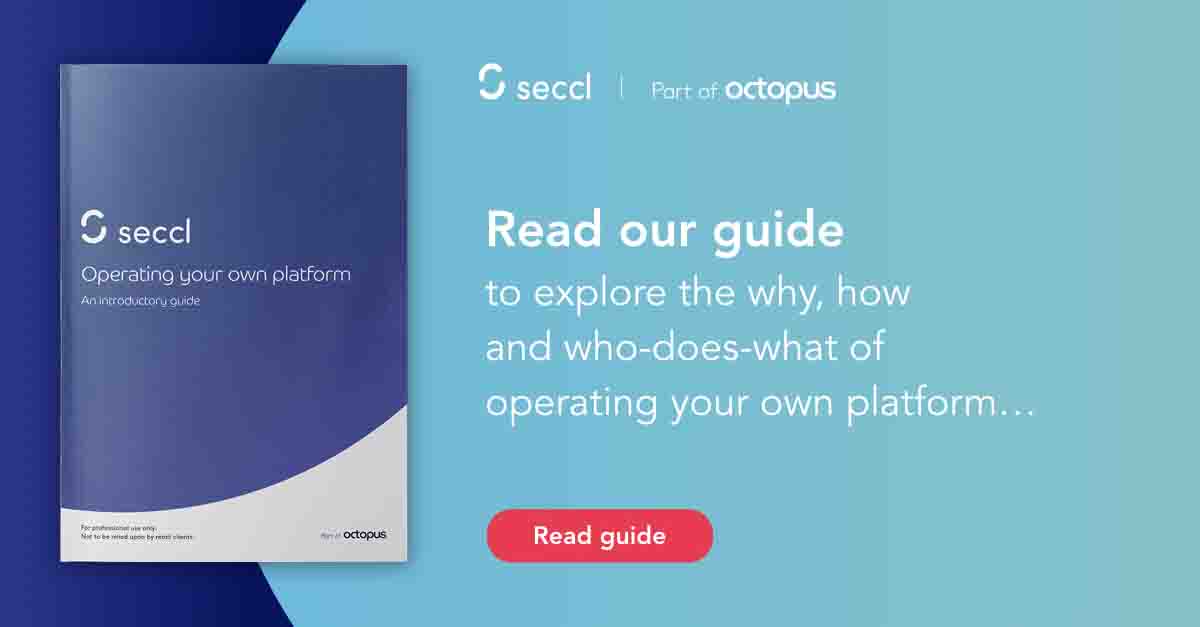 seccl
Operating your own platform
An introductory guide
For professional use only.
Not to be relied upon by retail clients.
Part of octopus
seccl | Part of octopus
Read our guide
to explore the why, how
and who-does-what of
operating your own platform...
Read guide